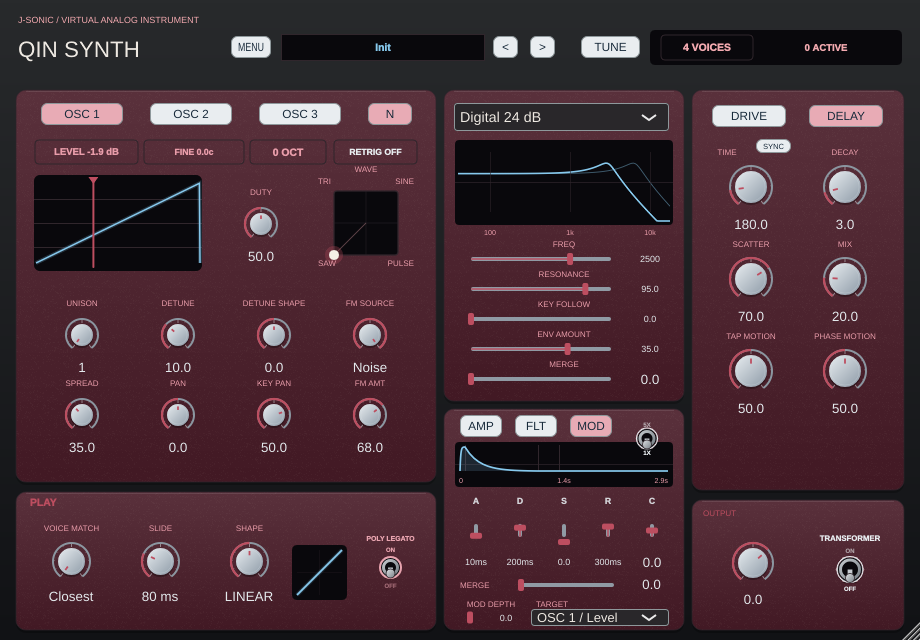 J-SONIC / VIRTUAL ANALOG INSTRUMENT
QIN SYNTH
MENU
Init
<
>
TUNE
4 VOICES
0 ACTIVE
OSC 1
OSC 2
OSC 3
N
LEVEL -1.9 dB
FINE 0.0c
0 OCT
RETRIG OFF
WAVE
TRI
SINE
DUTY
50.0
SAW
PULSE
UNISON
DETUNE
DETUNE SHAPE
FM SOURCE
1
10.0
0.0
Noise
SPREAD
PAN
KEY PAN
FM AMT
35.0
0.0
50.0
68.0
PLAY
VOICE MATCH
SLIDE
SHAPE
Closest
80 ms
LINEAR
POLY LEGATO
ON
OFF
Digital 24 dB
100
1k
10k
FREQ
2500
RESONANCE
95.0
KEY FOLLOW
0.0
ENV AMOUNT
35.0
MERGE
0.0
AMP
FLT
MOD
5X
1X
0
1.4s
2.9s
A
D
S
R
C
10ms
200ms
0.0
300ms
0.0
MERGE
0.0
MOD DEPTH
0.0
TARGET
OSC 1 / Level
DRIVE
DELAY
TIME
SYNC
DECAY
180.0
3.0
SCATTER
MIX
70.0
20.0
TAP MOTION
PHASE MOTION
50.0
50.0
OUTPUT
0.0
TRANSFORMER
ON
OFF